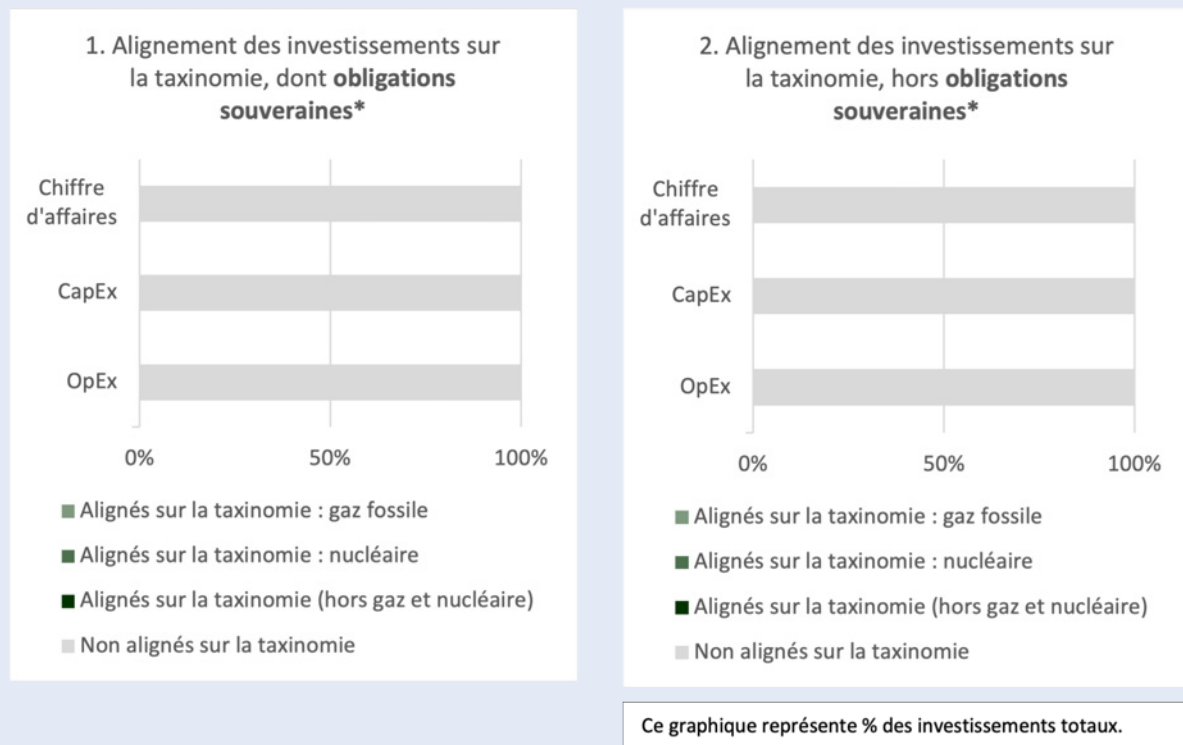 1. Alignement des investissements sur
la taxinomie, dont obligations
souveraines*
Chiffre
d'affaires
CapEx
OpEx
0%
50%
100%
Alignés sur la taxinomie : gaz fossile
Alignés sur la taxinomie : nucléaire
Alignés sur la taxinomie (hors gaz et nucléaire)
Non alignés sur la taxinomie
2. Alignement des investissements sur
la taxinomie, hors obligations
souveraines*
Chiffre
d'affaires
CapEx
OpEx
0%
50%
100%
Alignés sur la taxinomie : gaz fossile
Alignés sur la taxinomie : nucléaire
Alignés sur la taxinomie (hors gaz et nucléaire)
Non alignés sur la taxinomie
Ce graphique représente % des investissements totaux.